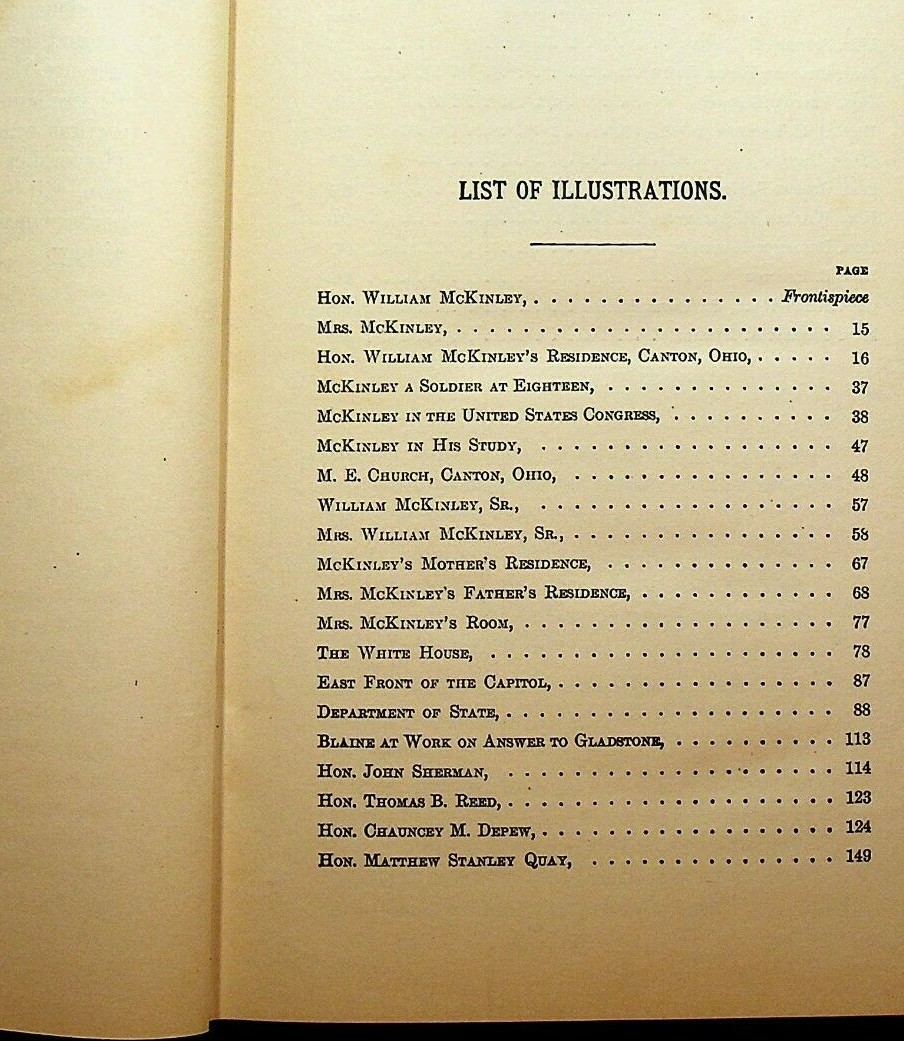 LIST OF ILLUSTRATIONS.
PAGE
HON. WILLIAM MCKINLEY, . . . . . . . . . . . . . . . Frontispiece
MRS. MCKINLEY, . . . . . . . . . . . . . . . . . . . . . . . 15
HON. WILLIAM MCKINLEY'S RESIDENCE, CANTON, OHIO, . . . . . 16
MCKINLEY A SOLDIER AT EIGHTEEN, . . . . . . . . . . . . . . 37
MCKINLEY IN THE UNITED STATES CONGRESS, . . . . . . . . . . 38
MCKINLEY IN HIS STUDY, . . . . . . . . . . . . . . . . . . 47
M. E. CHURCH, CANTON, OHIO, . . . . . . . . . . . . . . . . 48
WILLIAM MCKINLEY, SR., . . . . . . . . . . . . . . . . . . 57
MRS. WILLIAM MCKINLEY, SR., . . . . . . . . . . . . . . . . 58
MCKINLEY'S MOTHER'S RESIDENCE, . . . . . . . . . . . . . . 67
MRS. MCKINLEY'S FATHER'S RESIDENCE, . . . . . . . . . . . . 68
MRS. MCKINLEY'S ROOM, . . . . . . . . . . . . . . . . . . . 77
THE WHITE HOUSE, . . . . . . . . . . . . . . . . . . . . . 78
EAST FRONT OF THE CAPITOL, . . . . . . . . . . . . . . . . . 87
DEPARTMENT OF STATE, . . . . . . . . . . . . . . . . . . . . 88
BLAINE AT WORK ON ANSWER TO GLADSTONE, . . . . . . . . . . 113
HON. JOHN SHERMAN, . . . . . . . . . . . . . . . . . . . . 114
HON. THOMAS B. REED, . . . . . . . . . . . . . . . . . . . . 123
HON. CHAUNCEY M. DEPEW, . . . . . . . . . . . . . . . . . . 124
HON. MATTHEW STANLEY QUAY, . . . . . . . . . . . . . . . 149